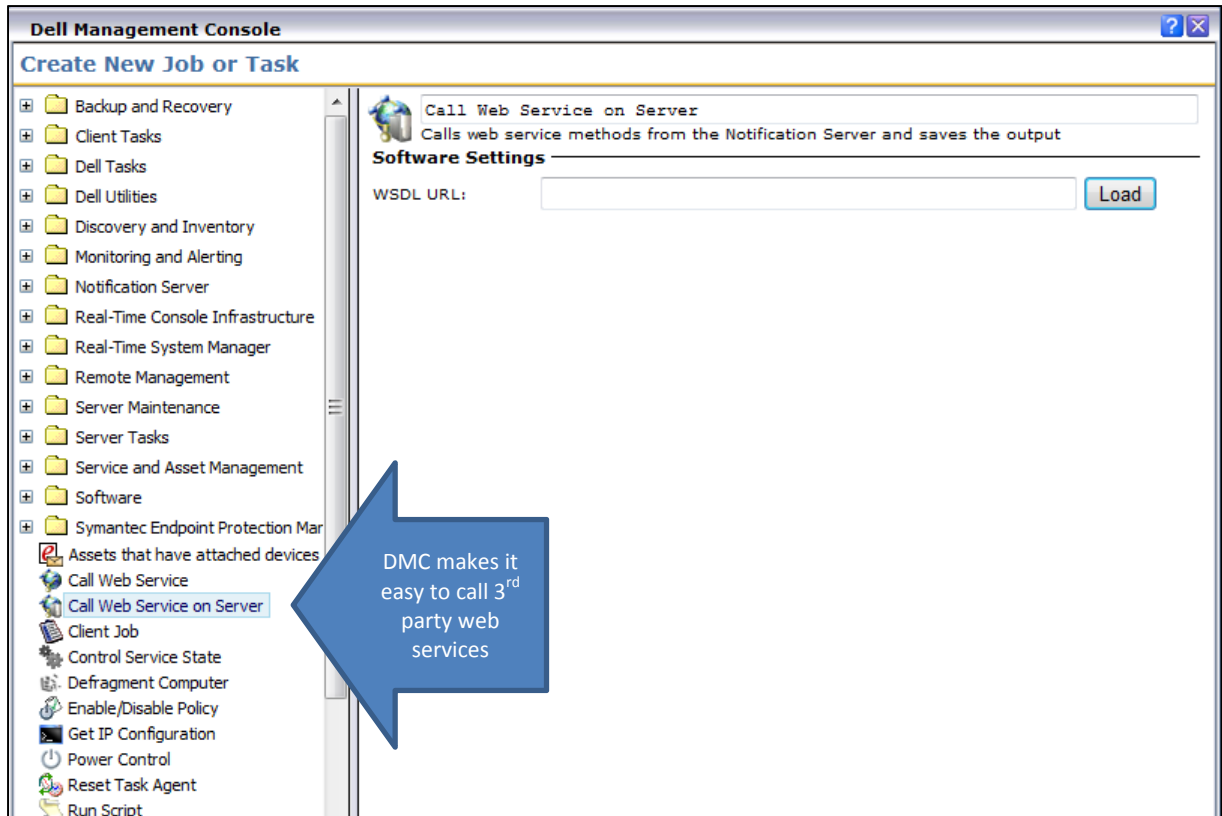 Dell Management Console
Create New Job or Task
Backup and Recovery
Client Tasks
Dell Tasks
Dell Utilities
Discovery and Inventory
Monitoring and Alerting
Notification Server
Real-Time Console Infrastructure
Real-Time System Manager
Remote Management
Server Maintenance
Server Tasks
Service and Asset Management
Software
Symantec Endpoint Protection Mar
Assets that have attached devices
Call Web Service
Call Web Service on Server
Client Job
Control Service State
Defragment Computer
Enable/Disable Policy
Get IP Configuration
Power Control
Reset Task Agent
Run Script
Call Web Service on Server
Calls web service methods from the Notification Server and saves the output
Software Settings
WSDL URL:
Load
DMC makes it
easy to call 3rd
party web
services